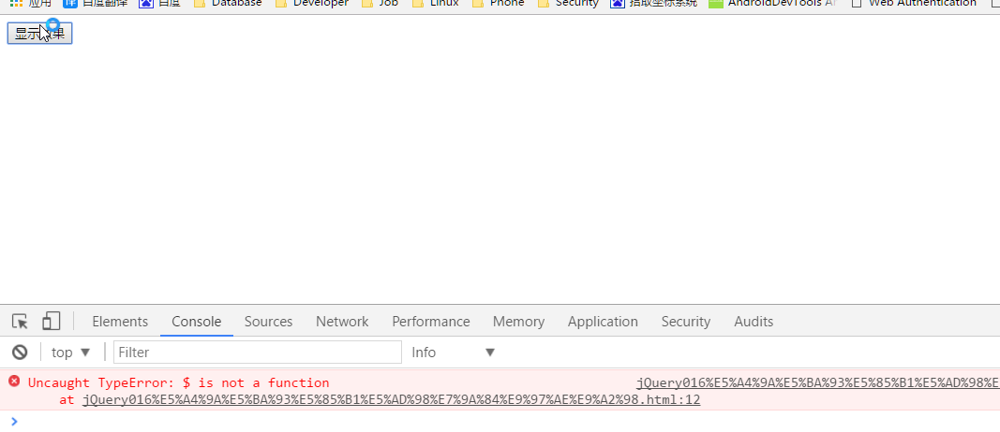 应用 百度翻译 百度 Database Developer Job Linux Phone Security 拾取坐标系统 AndroidDevTools Web Authentication
显示 果
Elements Console Sources Network Performance Memory Application Security Audits
top Filter Info
Uncaught TypeError: $ is not a function jQuery016%E5%A4%9A%E5%BA%93%E5%85%B1%E5%AD%98%E
at jQuery016%E5%A4%9A%E5%BA%93%E5%85%B1%E5%AD%98%E7%9A%84%E9%97%AE%E9%A2%98.html:12